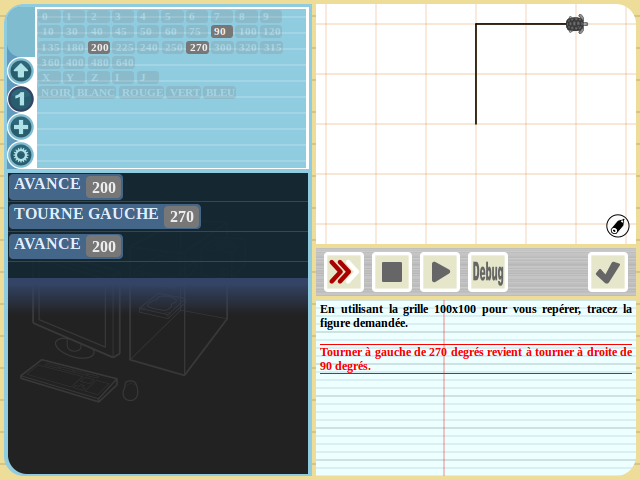 0 1 2 3 4 5 6 7 8 9
10 30 40 45 50 60 75 90 100 120
135 180 200 225 240 250 270 300 320 315
360 400 480 640
X Y Z I J
NOIR BLANC ROUGE VERT BLEU
1
AVANCE 200
TOURNE GAUCHE 270
AVANCE 200
Debug
En utilisant la grille 100x100 pour vous repérer, tracez la
figure demandée.
Tourner à gauche de 270 degrés revient à tourner à droite de
90 degrés.